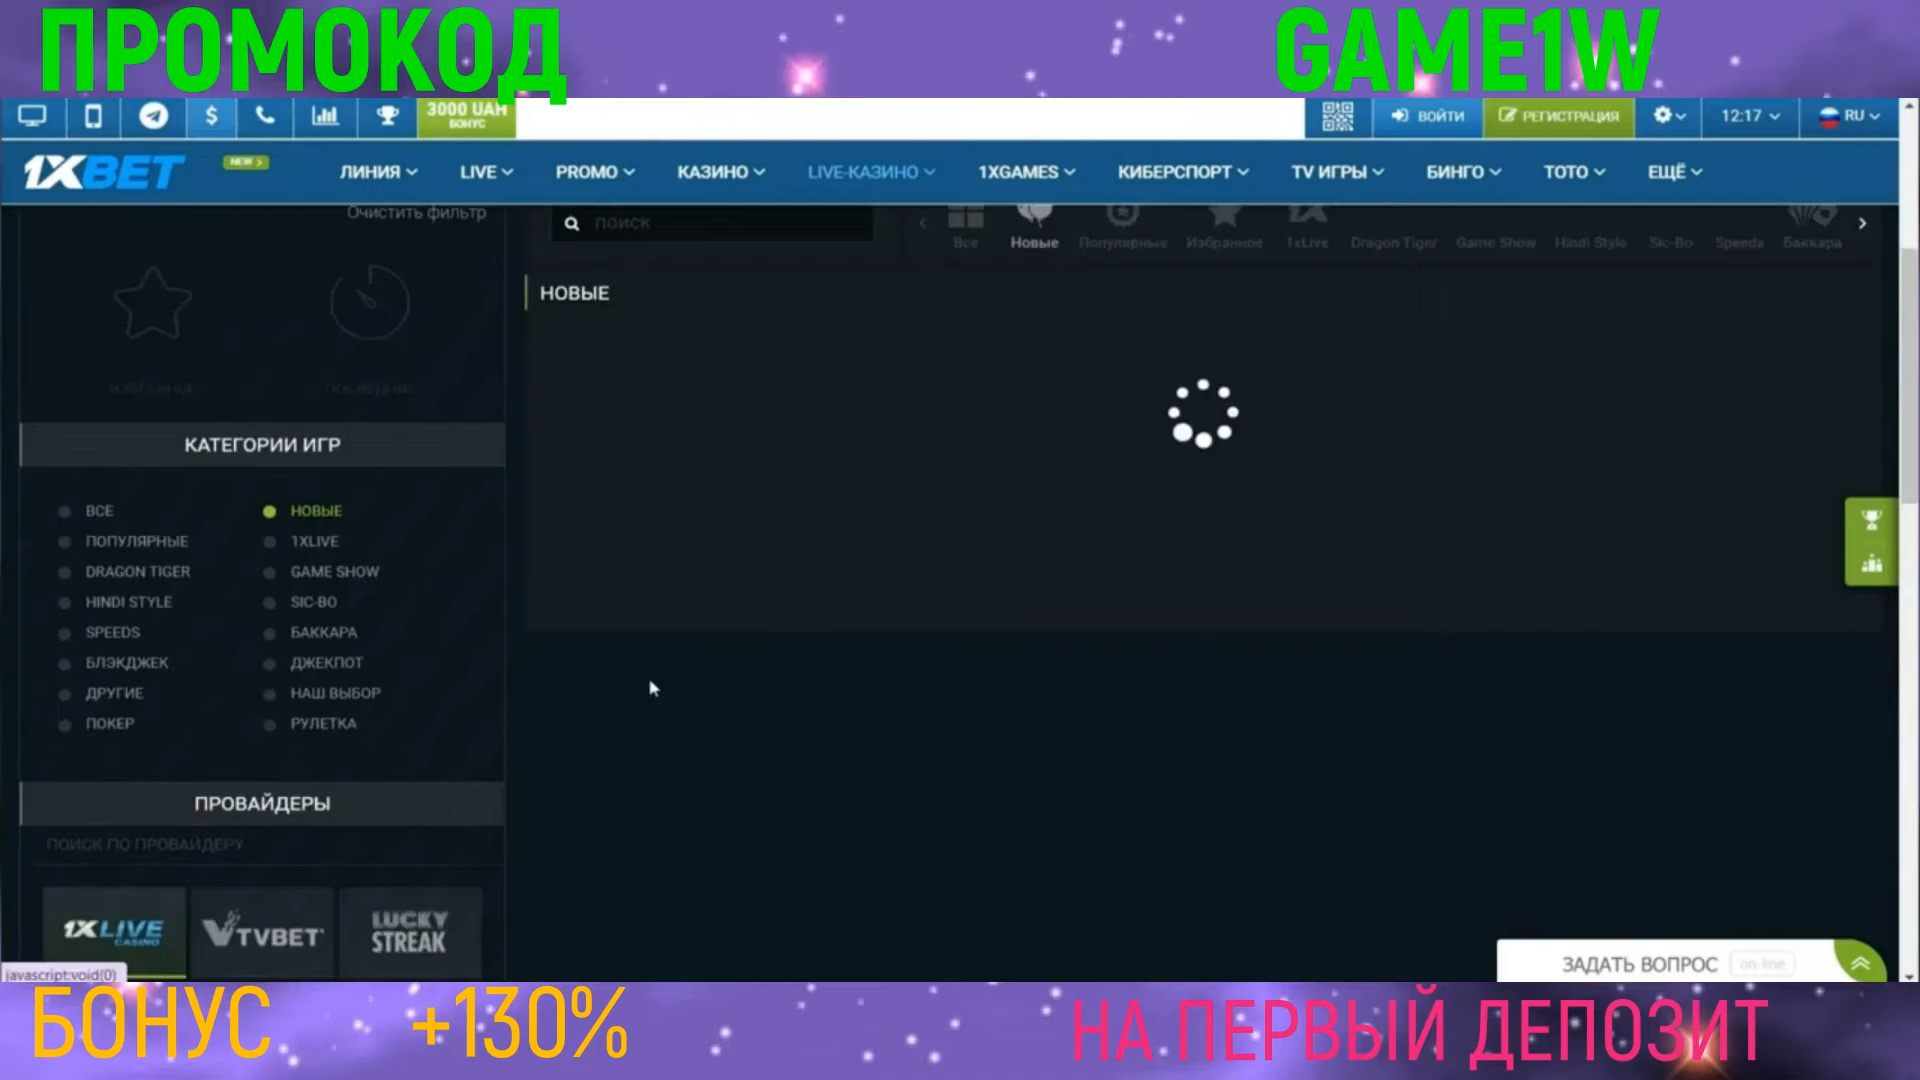 ПРОМОКОД
GAME1W
3000 UAH
БОНУС
ВОЙТИ
РЕГИСТРАЦИЯ
12:17
RU
1XBET
NEW >
ЛИНИЯ
LIVE
PROMO
КАЗИНО
LIVE-КАЗИНО
1XGAMES
КИБЕРСПОРТ
TV ИГРЫ
БИНГО
ТОТО
ЕЩЁ
Очистить фильтр
ПОИСК
Все
Новые
Популярные
Избранное
1xLive
Dragon Tiger
Game Show
Hindi Style
Sic-Bo
Speeds
Баккара
НОВЫЕ
КАТЕГОРИИ ИГР
ВСЕ
НОВЫЕ
ПОПУЛЯРНЫЕ
1XLIVE
DRAGON TIGER
GAME SHOW
HINDI STYLE
SIC-BO
SPEEDS
БАККАРА
БЛЭКДЖЕК
ДЖЕКПОТ
ДРУГИЕ
НАШ ВЫБОР
ПОКЕР
РУЛЕТКА
ПРОВАЙДЕРЫ
ПОИСК ПО ПРОВАЙДЕРУ
1XLIVE
CASINO
TVBET
LUCKY
STREAK
javascript:void(0)
ЗАДАТЬ ВОПРОС
on-line
БОНУС +130%
НА ПЕРВЫЙ ДЕПОЗИТ